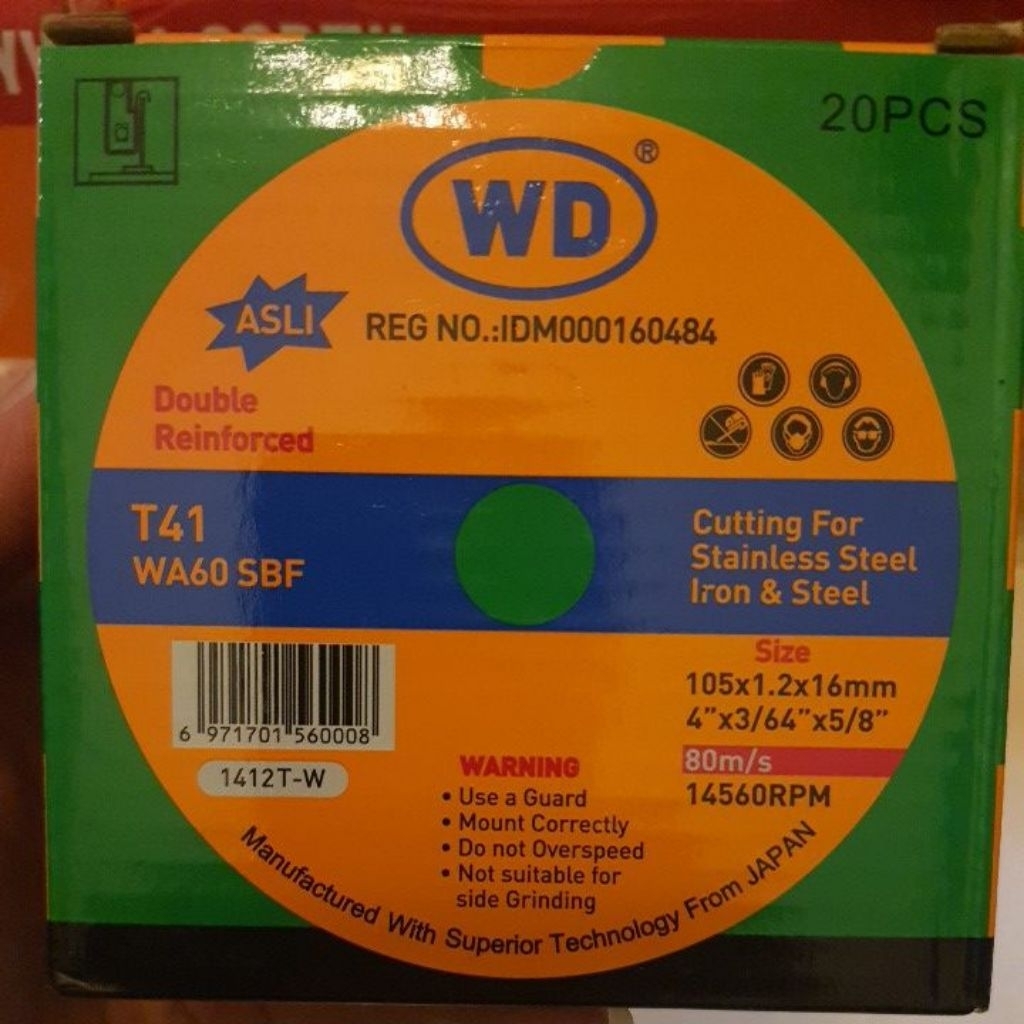 20PCS
WD
®
ASLI
REG NO.:IDM000160484
Double
Reinforced
T41
WA60 SBF
Cutting For
Stainless Steel
Iron & Steel
Size
105x1.2x16mm
4”x3/64”x5/8”
80m/s
14560RPM
6 971701 560008
1412T-W
WARNING
• Use a Guard
• Mount Correctly
• Do not Overspeed
• Not suitable for
side Grinding
Manufactured With Superior Technology From JAPAN